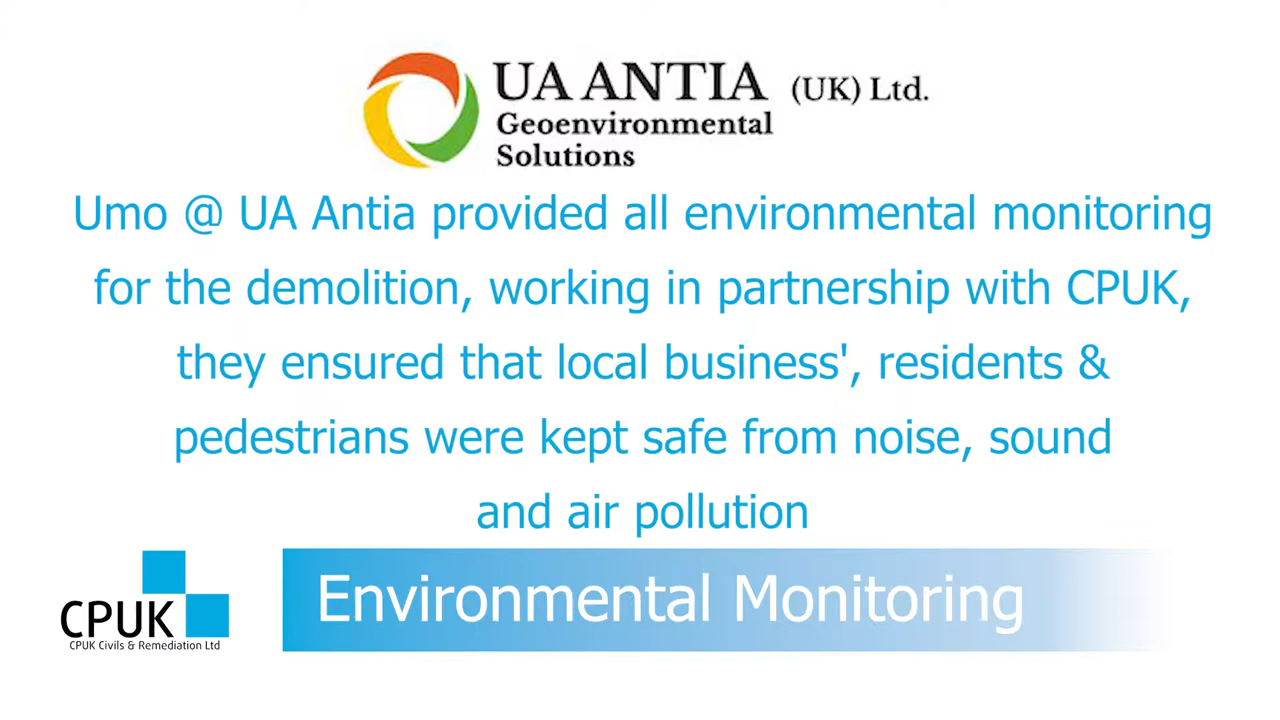 UA ANTIA (UK) Ltd.
Geoenvironmental
Solutions
Umo @ UA Antia provided all environmental monitoring
for the demolition, working in partnership with CPUK,
they ensured that local business', residents &
pedestrians were kept safe from noise, sound
and air pollution
Environmental Monitoring
CPUK
CPUK Civils & Remediation Ltd